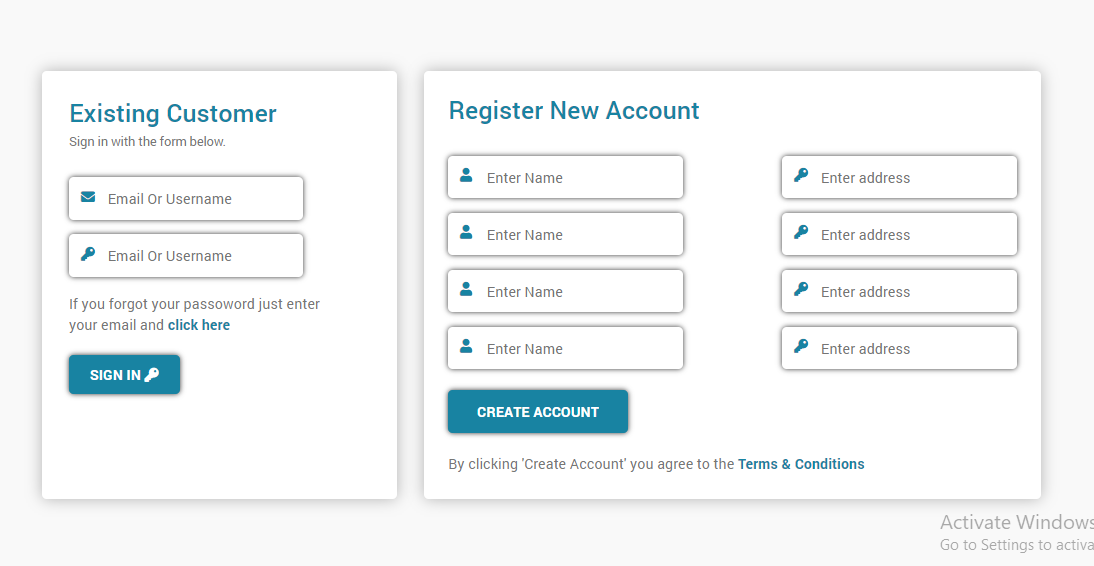 Existing Customer
Sign in with the form below.
Email Or Username
Email Or Username
If you forgot your passoword just enter
your email and click here
SIGN IN
Register New Account
Enter Name
Enter address
Enter Name
Enter address
Enter Name
Enter address
Enter Name
Enter address
CREATE ACCOUNT
By clicking 'Create Account' you agree to the Terms & Conditions
Activate Windows
Go to Settings to activa